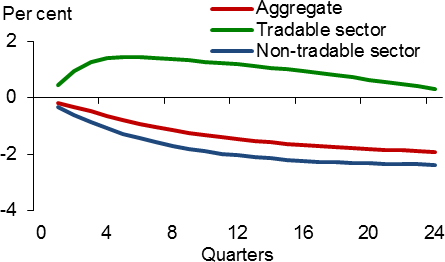 Per cent
Aggregate
Tradable sector
Non-tradable sector
2
0
-2
-4
0 4 8 12 16 20 24
Quarters